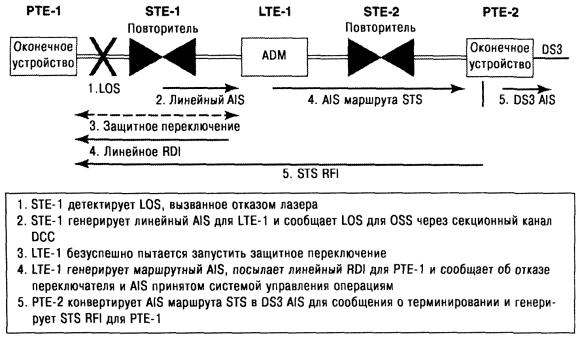 PTE-1 STE-1 LTE-1 STE-2 PTE-2
Повторитель Повторитель
Оконечное устройство
ADM
Оконечное устройство
DS3
1.LOS
2. Линейный AIS
4. AIS маршрута STS
5. DS3 AIS
3. Защитное переключение
4. Линейное RDI
5. STS RFI
1. STE-1 детектирует LOS, вызванное отказом лазера
2. STE-1 генерирует линейный AIS для LTE-1 и сообщает LOS для OSS через секционный канал
DCC
3. LTE-1 безуспешно пытается запустить защитное переключение
4. LTE-1 генерирует маршрутный AIS, посылает линейный RDI для PTE-1 и сообщает об отказе
переключателя и AIS принятом системой управления операциям
5. PTE-2 конвертирует AIS маршрута STS в DS3 AIS для сообщения о терминировании и генери-
рует STS RFI для PTE-1